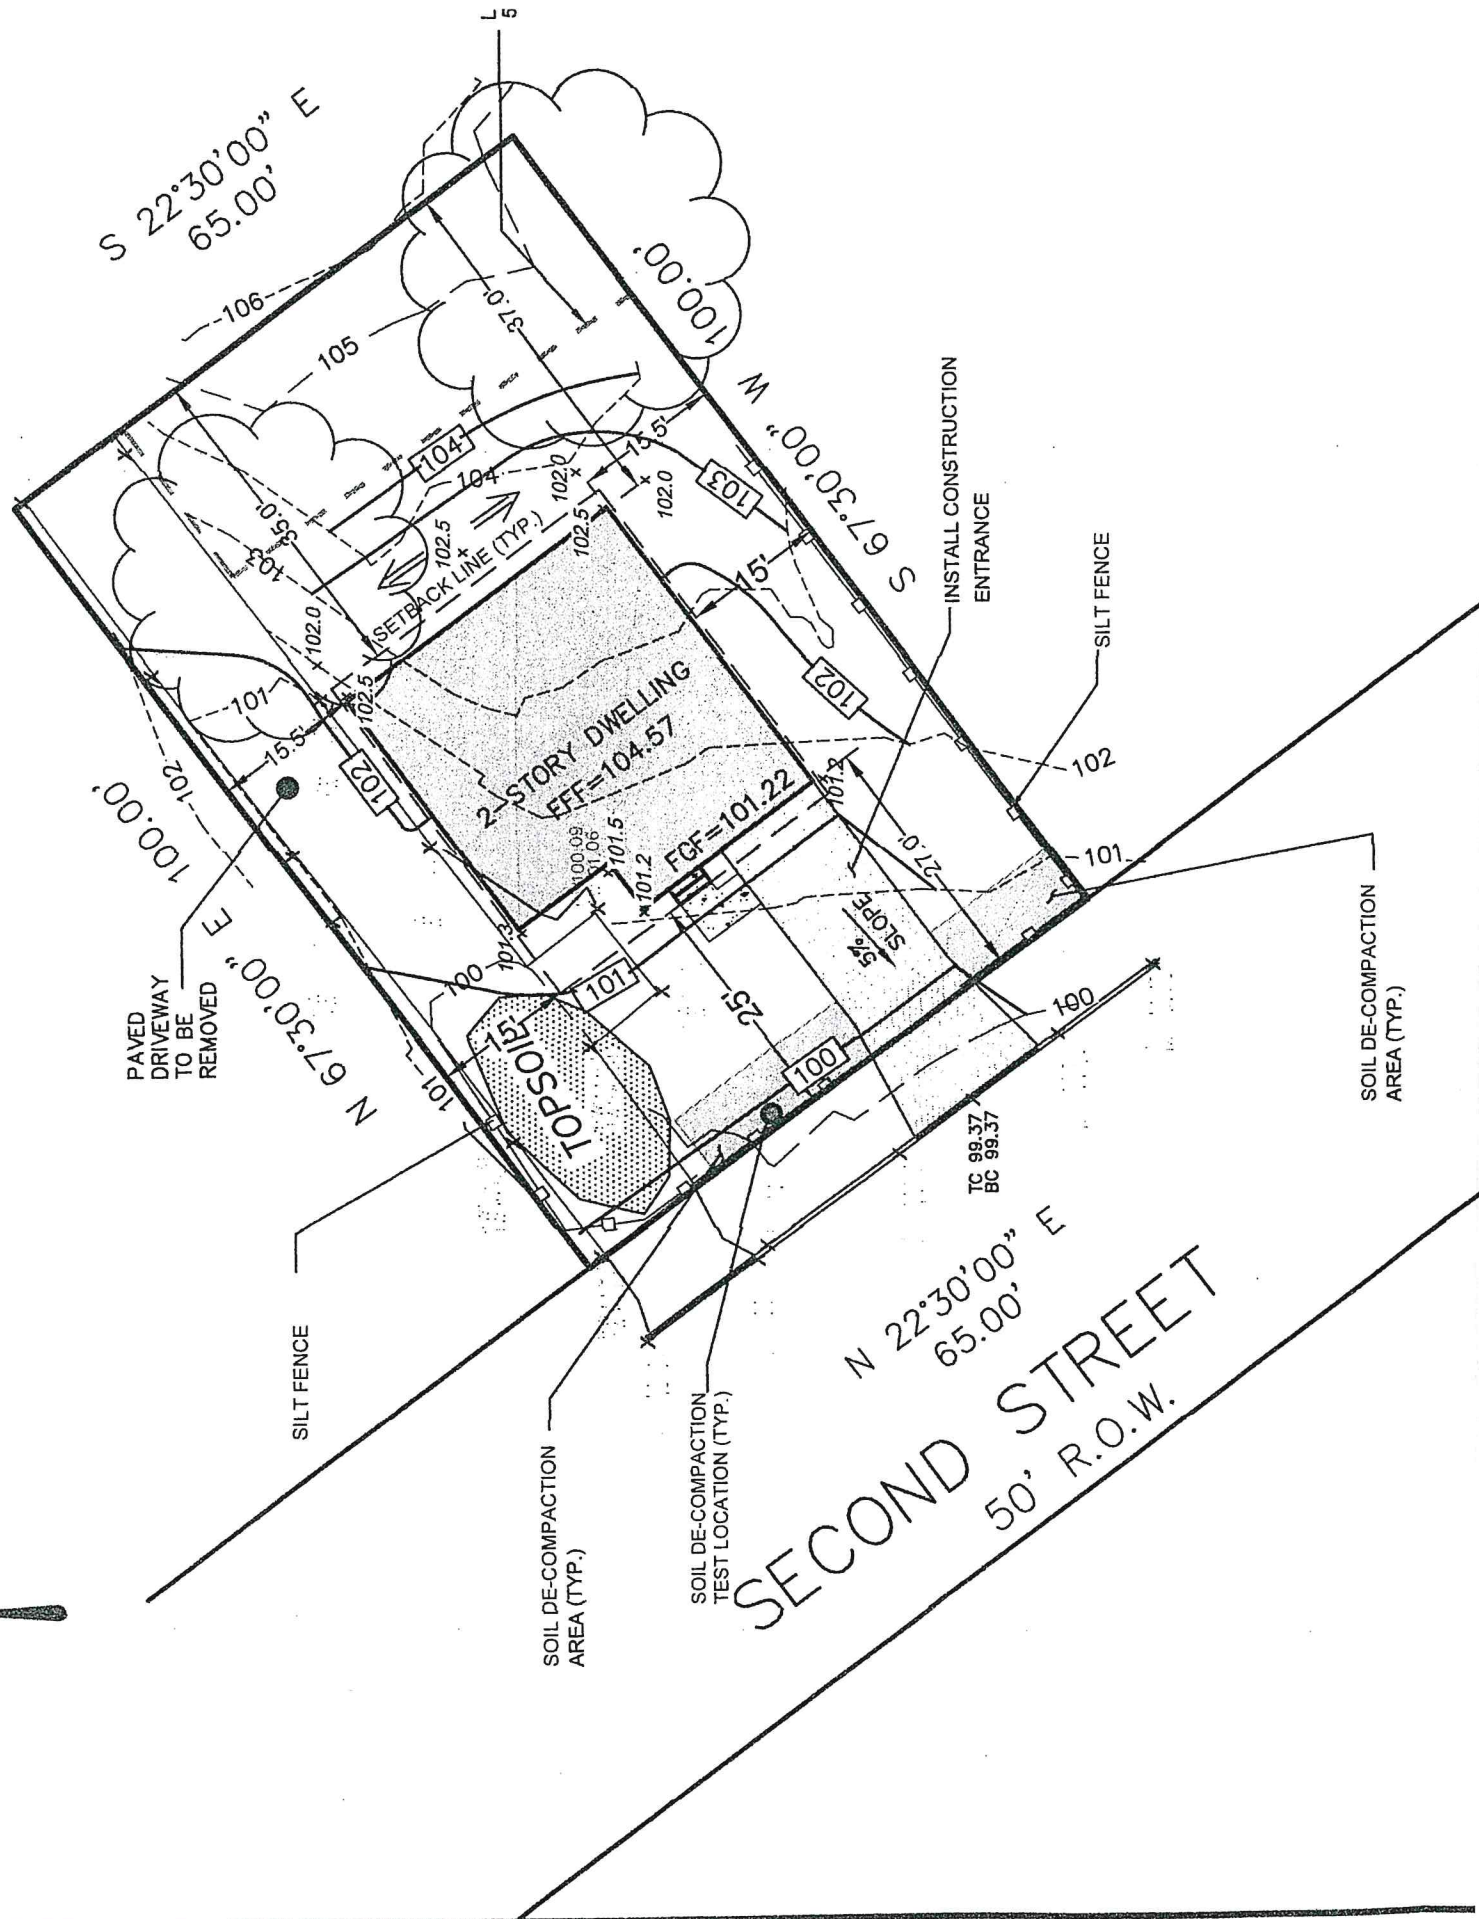 L
5
S 22°30'00" E
65.00'
106
105
37.0'
100.00'
104
104
35.0'
103
102.0
102.5
SETBACK LINE (TYP.)
102.5
102.0
102.0
15.5'
103
S 67°30'00" W
15'
102
INSTALL CONSTRUCTION
ENTRANCE
SILT FENCE
102
101
102.5
102
15.5'
102
100.00'
PAVED
DRIVEWAY
TO BE
REMOVED
N 67°30'00" E
2-STORY DWELLING
FFF=104.57
FGF=101.22
100.09
101.5
101.2
101.2
101.3
27.0'
5%
SLOPE
101
100
101
15'
TOPSOIL
25'
100
100
101
SILT FENCE
SOIL DE-COMPACTION
AREA (TYP.)
TC 99.37
BC 99.37
SOIL DE-COMPACTION
AREA (TYP.)
SOIL DE-COMPACTION
TEST LOCATION (TYP.)
N 22°30'00" E
65.00'
SECOND STREET
50' R.O.W.